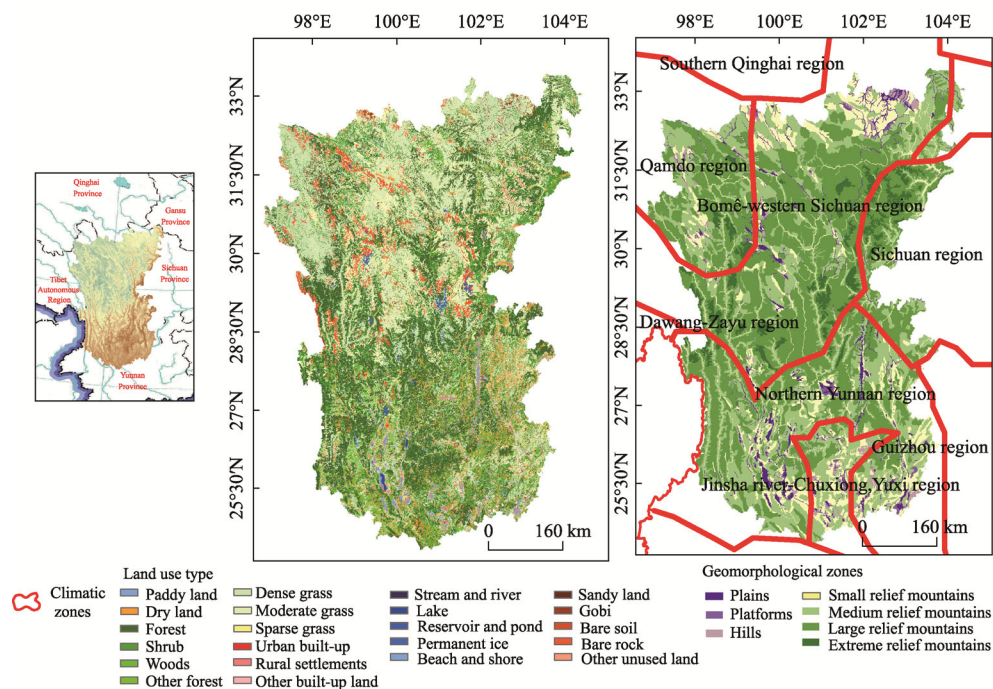 98°E 100°E 102°E 104°E
98°E 100°E 102°E 104°E
33°N
31°30'N
30°N
28°30'N
27°N
25°30'N
33°N
31°30'N
30°N
28°30'N
27°N
25°30'N
Qinghai
Province
Gansu
Province
Tibet
Autonomous
Region
Sichuan
Province
Yunnan
Province
0 160 km
Southern Qinghai region
Qamdo region
Bomê-western Sichuan region
Sichuan region
Dawang-Zayu region
Northern Yunnan region
Guizhou region
Jinsha river-Chuxiong,Yuxi region
0 160 km
Climatic
zones
Land use type
Paddy land
Dry land
Forest
Shrub
Woods
Other forest
Dense grass
Moderate grass
Sparse grass
Urban built-up
Rural settlements
Other built-up land
Stream and river
Lake
Reservoir and pond
Permanent ice
Beach and shore
Sandy land
Gobi
Bare soil
Bare rock
Other unused land
Geomorphological zones
Plains
Platforms
Hills
Small relief mountains
Medium relief mountains
Large relief mountains
Extreme relief mountains